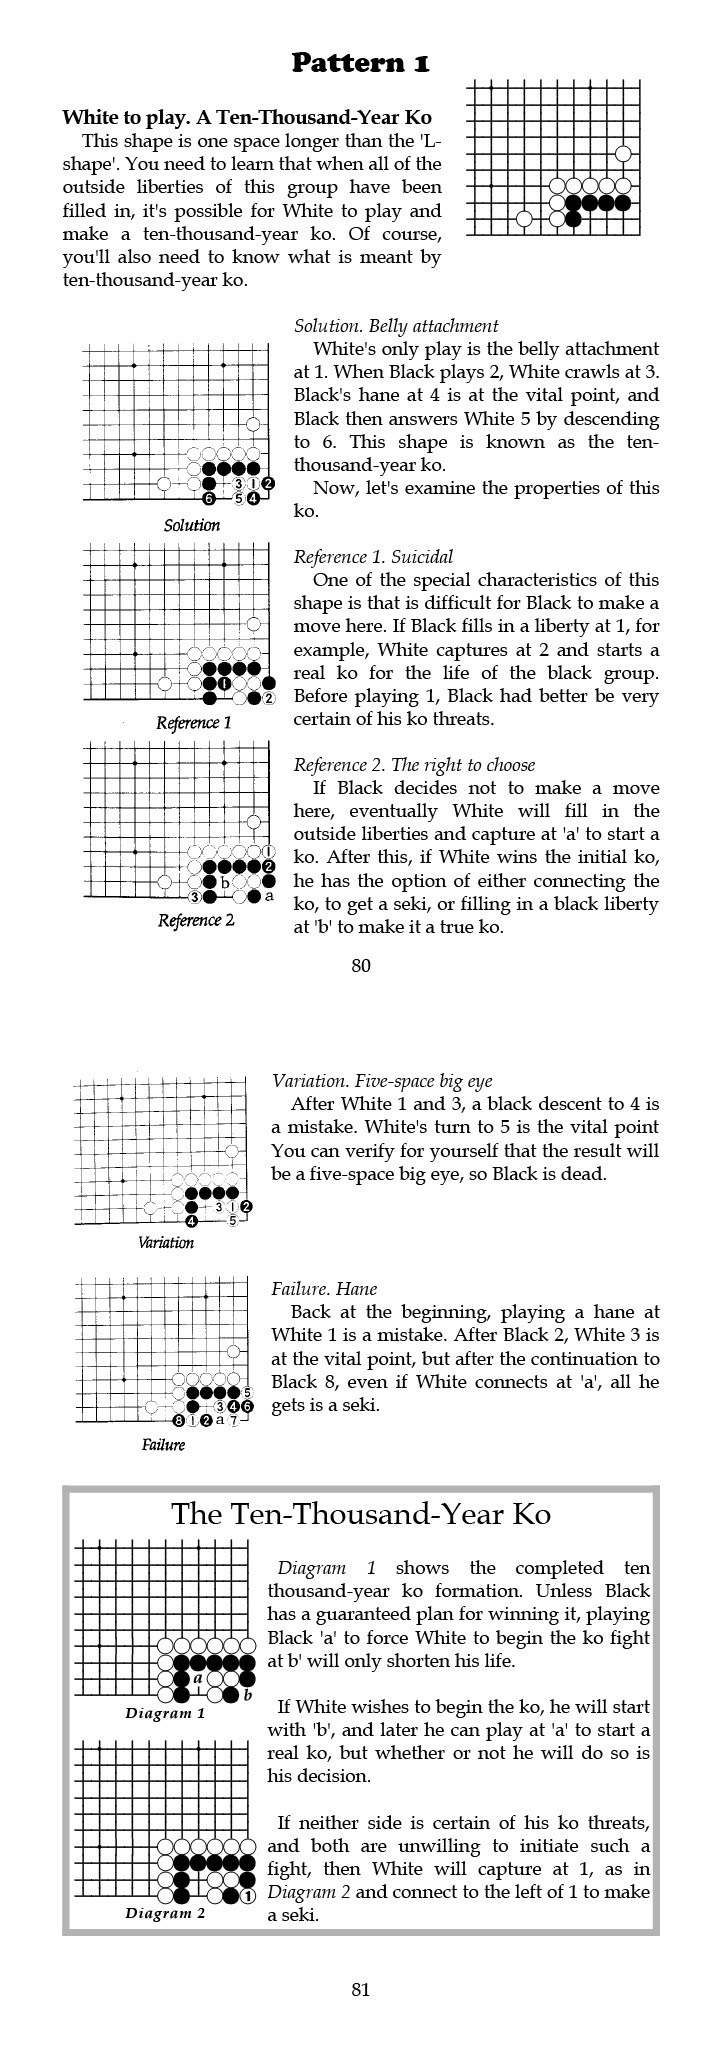 Pattern 1
White to play. A Ten-Thousand-Year Ko
This shape is one space longer than the 'L-
shape'. You need to learn that when all of the
outside liberties of this group have been
filled in, it's possible for White to play and
make a ten-thousand-year ko. Of course,
you'll also need to know what is meant by
ten-thousand-year ko.
Solution. Belly attachment
White's only play is the belly attachment
at 1. When Black plays 2, White crawls at 3.
Black's hane at 4 is at the vital point, and
Black then answers White 5 by descending
to 6. This shape is known as the ten-
thousand-year ko.
Now, let's examine the properties of this
ko.
3 1 2
6 5 4
Solution
Reference 1. Suicidal
One of the special characteristics of this
shape is that is difficult for Black to make a
move here. If Black fills in a liberty at 1, for
example, White captures at 2 and starts a
real ko for the life of the black group.
Before playing 1, Black had better be very
certain of his ko threats.
1
2
Reference 1
Reference 2. The right to choose
If Black decides not to make a move
here, eventually White will fill in the
outside liberties and capture at 'a' to start a
ko. After this, if White wins the initial ko,
he has the option of either connecting the
ko, to get a seki, or filling in a black liberty
at 'b' to make it a true ko.
1
2
b
3 a
Reference 2
80
Variation. Five-space big eye
After White 1 and 3, a black descent to 4 is
a mistake. White's turn to 5 is the vital point
You can verify for yourself that the result will
be a five-space big eye, so Black is dead.
3 1 2
4 5
Variation
Failure. Hane
Back at the beginning, playing a hane at
White 1 is a mistake. After Black 2, White 3 is
at the vital point, but after the continuation to
Black 8, even if White connects at 'a', all he
gets is a seki.
5
3 4 6
8 1 2 a 7
Failure
The Ten-Thousand-Year Ko
Diagram 1 shows the completed ten
thousand-year ko formation. Unless Black
has a guaranteed plan for winning it, playing
Black 'a' to force White to begin the ko fight
at b' will only shorten his life.
a
b
Diagram 1
If White wishes to begin the ko, he will start
with 'b', and later he can play at 'a' to start a
real ko, but whether or not he will do so is
his decision.
If neither side is certain of his ko threats,
and both are unwilling to initiate such a
fight, then White will capture at 1, as in
Diagram 2 and connect to the left of 1 to make
a seki.
1
Diagram 2
81